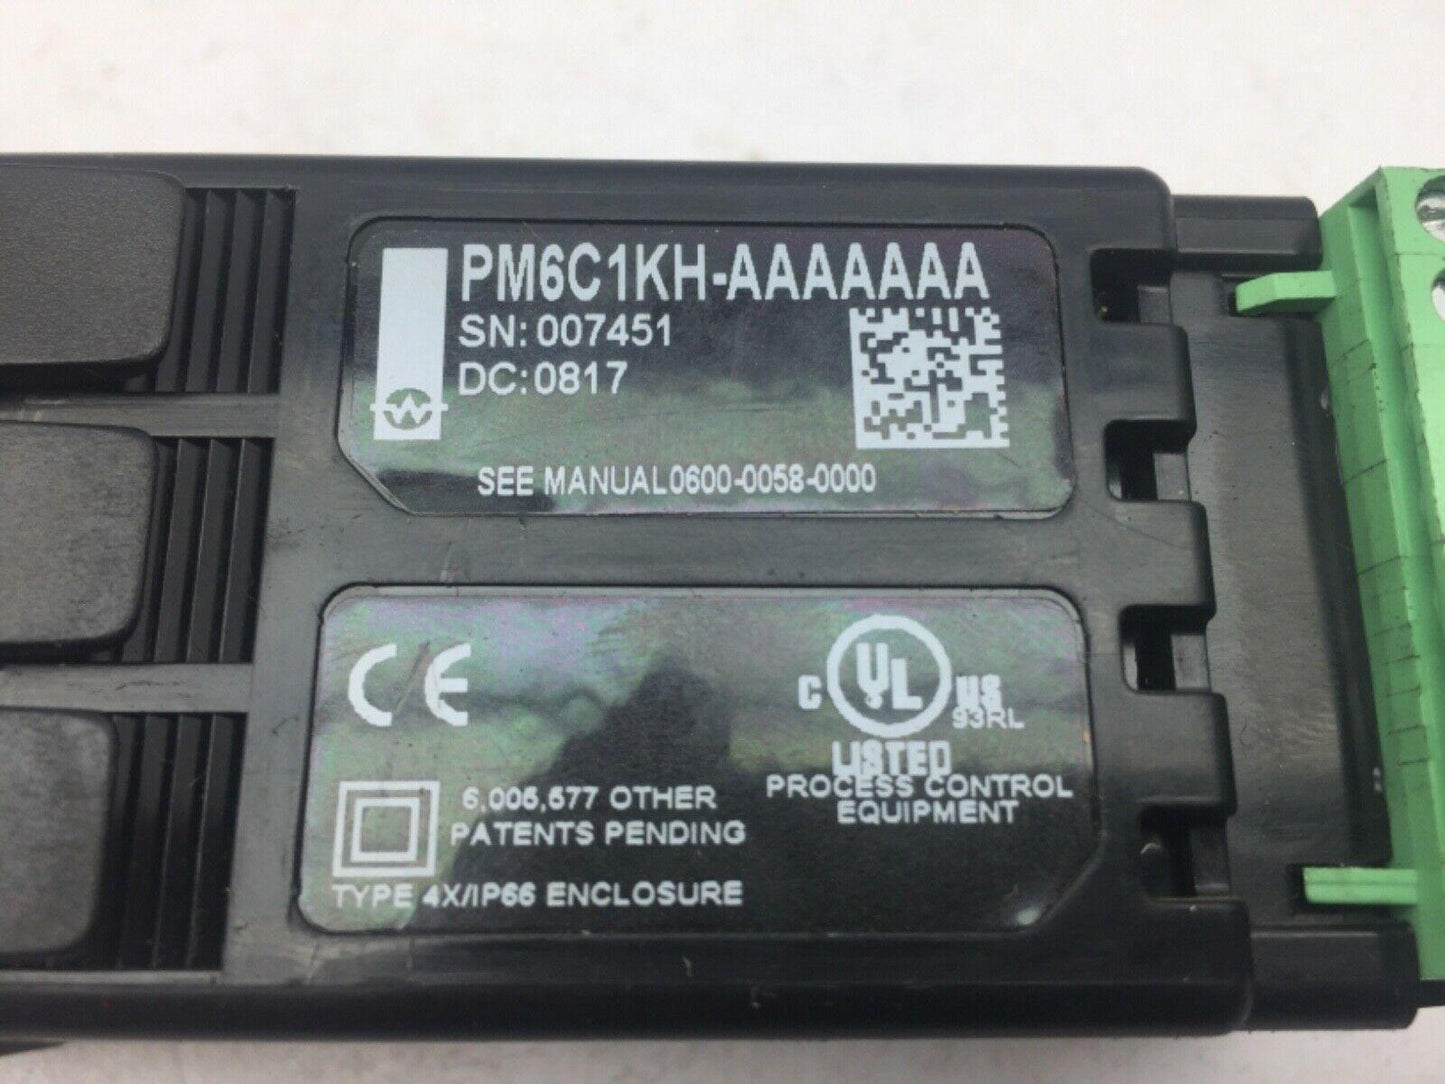 PM6C1KH-AAAAAAA
SN: 007451
DC: 0817
SEE MANUAL 0600-0058-0000
CE
C UL US
93RL
LISTED
PROCESS CONTROL
EQUIPMENT
6,005,577 OTHER
PATENTS PENDING
TYPE 4X/IP66 ENCLOSURE